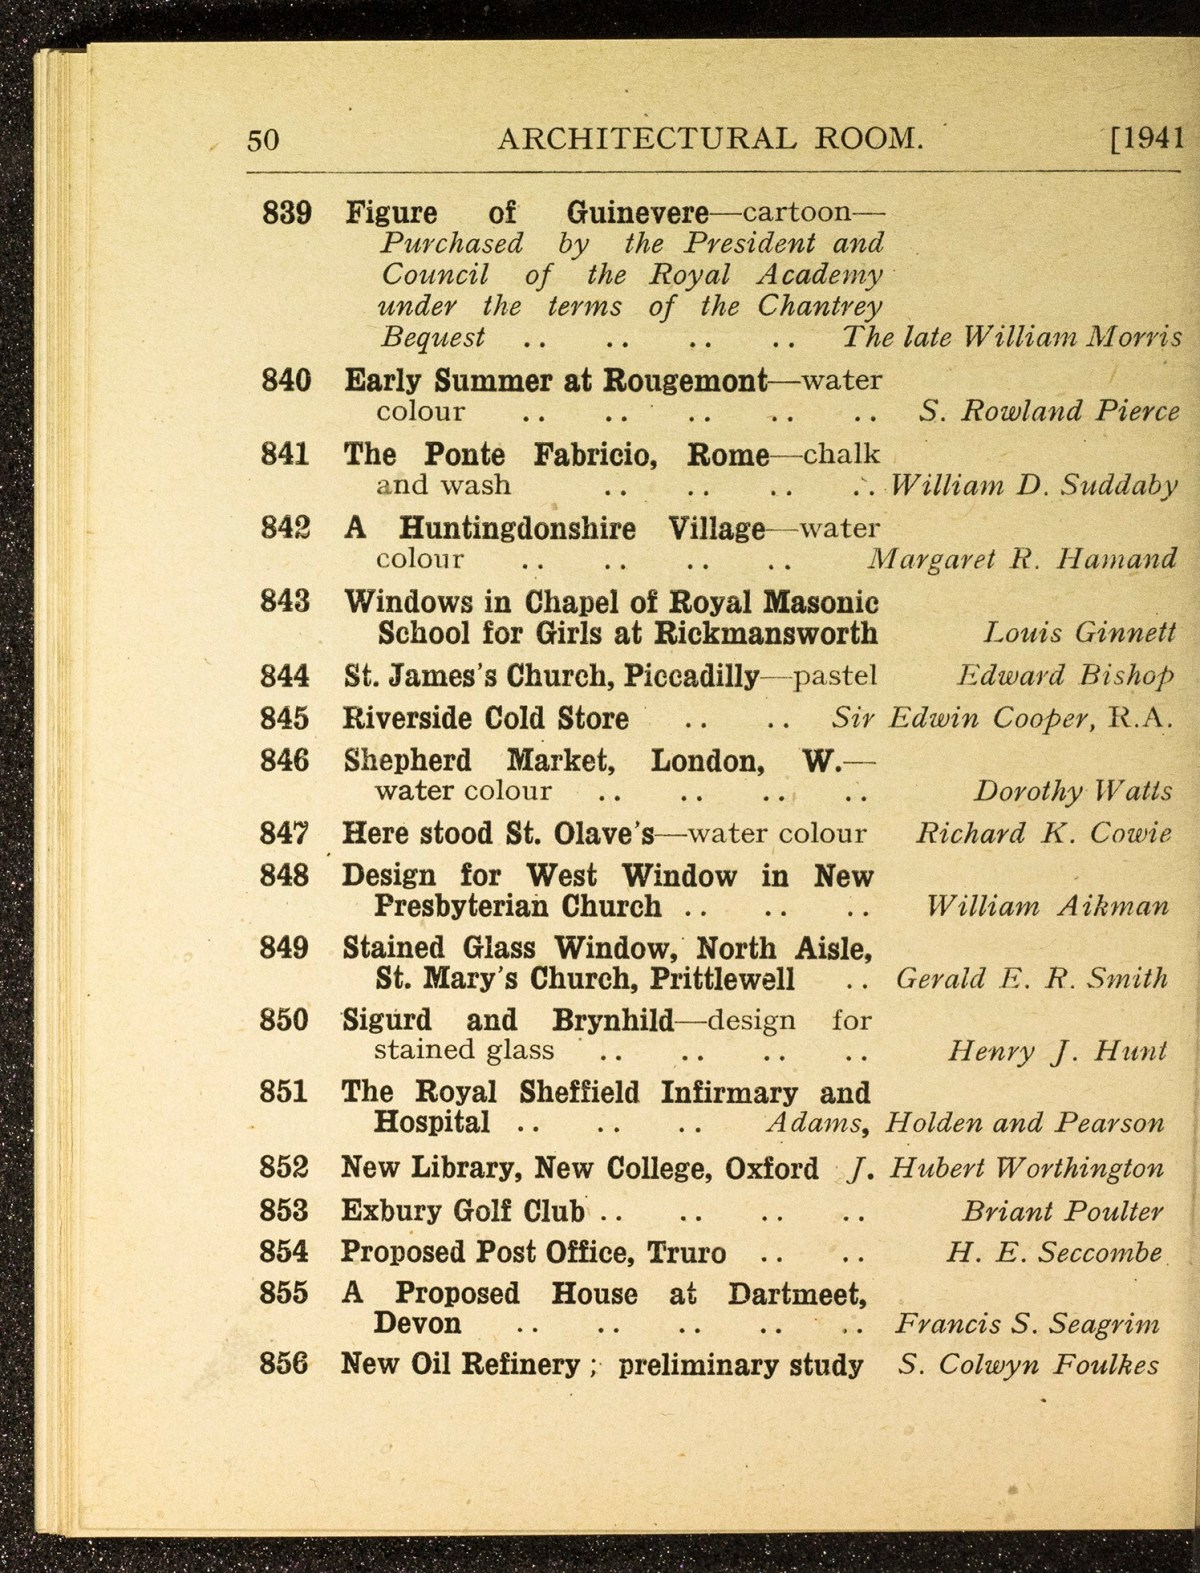 50 ARCHITECTURAL ROOM. [1941
839 Figure of Guinevere—cartoon—
Purchased by the President and
Council of the Royal Academy
under the terms of the Chantrey
Bequest .. .. .. .. The late William Morris
840 Early Summer at Rougemont—water
colour .. .. .. .. .. S. Rowland Pierce
841 The Ponte Fabricio, Rome—chalk
and wash .. .. .. .. William D. Suddaby
842 A Huntingdonshire Village—water
colour .. .. .. .. Margaret R. Hamand
843 Windows in Chapel of Royal Masonic
School for Girls at Rickmansworth Louis Ginnett
844 St. James's Church, Piccadilly—pastel Edward Bishop
845 Riverside Cold Store .. .. Sir Edwin Cooper, R.A.
846 Shepherd Market, London, W.—
water colour .. .. .. .. Dorothy Watts
847 Here stood St. Olave's—water colour Richard K. Cowie
848 Design for West Window in New
Presbyterian Church .. .. .. William Aikman
849 Stained Glass Window, North Aisle,
St. Mary's Church, Prittlewell .. Gerald E. R. Smith
850 Sigurd and Brynhild—design for
stained glass .. .. .. .. Henry J. Hunt
851 The Royal Sheffield Infirmary and
Hospital .. .. .. Adams, Holden and Pearson
852 New Library, New College, Oxford J. Hubert Worthington
853 Exbury Golf Club .. .. .. .. Briant Poulter
854 Proposed Post Office, Truro .. .. H. E. Seccombe
855 A Proposed House at Dartmeet,
Devon .. .. .. .. .. Francis S. Seagrim
856 New Oil Refinery ; preliminary study S. Colwyn Foulkes